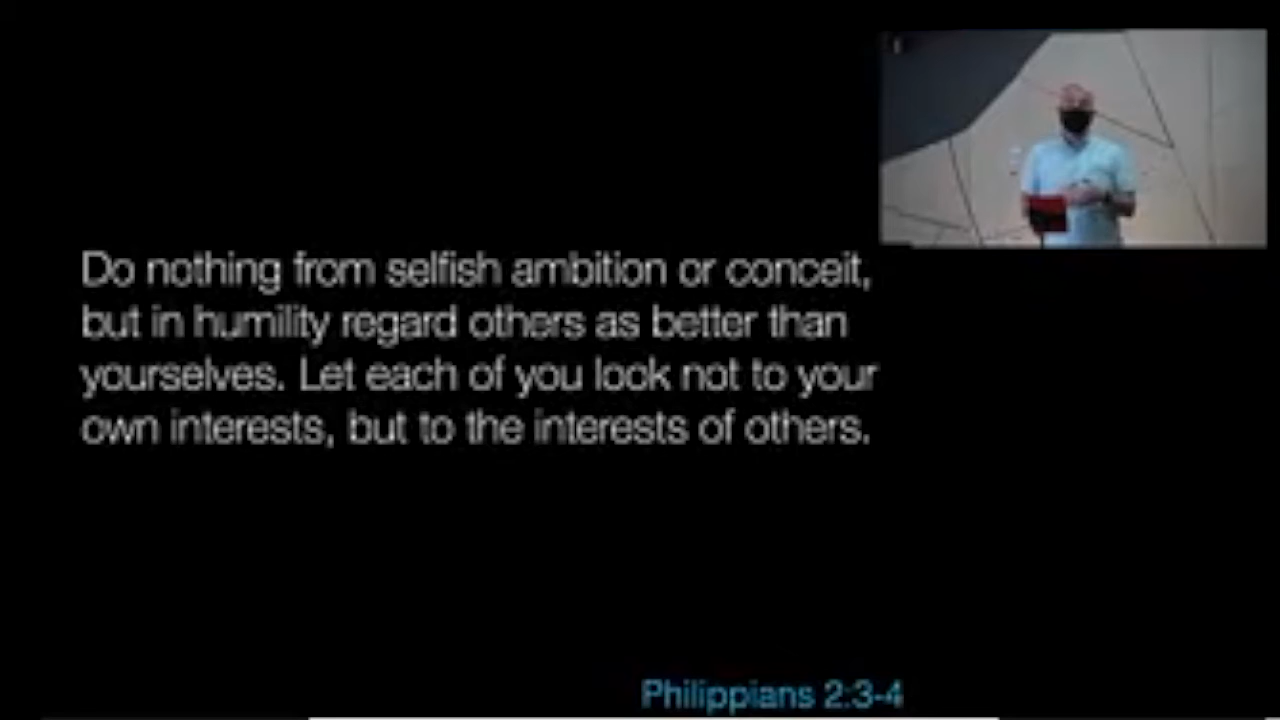 Do nothing from selfish ambition or conceit,
but in humility regard others as better than
yourselves. Let each of you look not to your
own interests, but to the interests of others.
Philippians 2:3-4